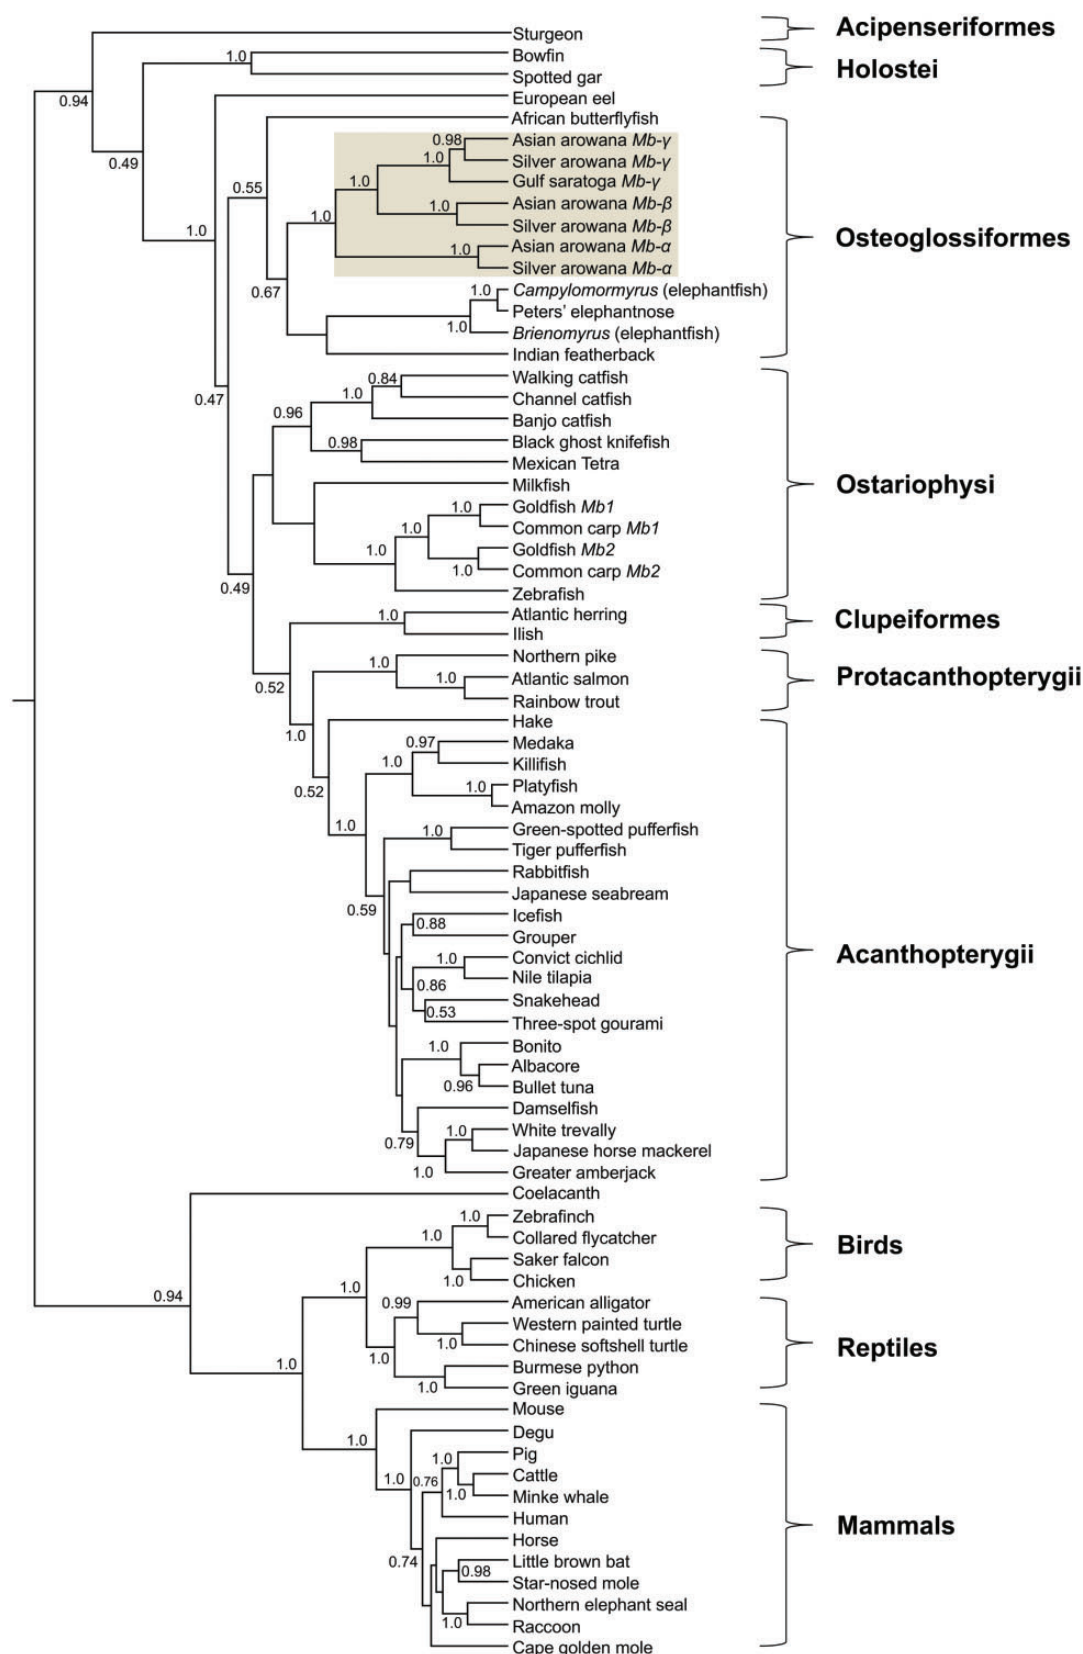 Sturgeon
Acipenseriformes
1.0
Bowfin
Holostei
Spotted gar
0.94
European eel
African butterflyfish
0.98
Asian arowana Mb-γ
0.49
1.0
Silver arowana Mb-γ
0.55
1.0
Gulf saratoga Mb-γ
1.0
Asian arowana Mb-β
1.0
1.0
Silver arowana Mb-β
Osteoglossiformes
1.0
Asian arowana Mb-α
Silver arowana Mb-α
0.67
1.0
Campylomormyrus (elephantfish)
Peters’ elephantnose
1.0
Brienomyrus (elephantfish)
Indian featherback
0.84
Walking catfish
0.47
1.0
Channel catfish
0.96
Banjo catfish
0.98
Black ghost knifefish
Mexican Tetra
Milkfish
Ostariophysi
1.0
Goldfish Mb1
1.0
Common carp Mb1
1.0
Goldfish Mb2
1.0
Common carp Mb2
0.49
Zebrafish
1.0
Atlantic herring
Clupeiformes
Ilish
1.0
Northern pike
0.52
1.0
Atlantic salmon
Protacanthopterygii
Rainbow trout
1.0
Hake
0.97
Medaka
1.0
Killifish
0.52
1.0
Platyfish
Amazon molly
1.0
1.0
Green-spotted pufferfish
Tiger pufferfish
Rabbitfish
Japanese seabream
0.59
Icefish
0.88
Grouper
1.0
Convict cichlid
Acanthopterygii
Nile tilapia
0.86
Snakehead
0.53
Three-spot gourami
1.0
Bonito
Albacore
0.96
Bullet tuna
Damselfish
0.79
1.0
White trevally
Japanese horse mackerel
1.0
Greater amberjack
Coelacanth
1.0
Zebrafinch
1.0
Collared flycatcher
Birds
Saker falcon
1.0
Chicken
0.94
1.0
0.99
American alligator
Western painted turtle
1.0
Chinese softshell turtle
Reptiles
1.0
1.0
Burmese python
1.0
Green iguana
Mouse
1.0
Degu
1.0
Pig
1.0
0.76
Cattle
1.0
Minke whale
Human
Mammals
Horse
0.74
Little brown bat
0.98
Star-nosed mole
Northern elephant seal
1.0
Raccoon
Cape golden mole